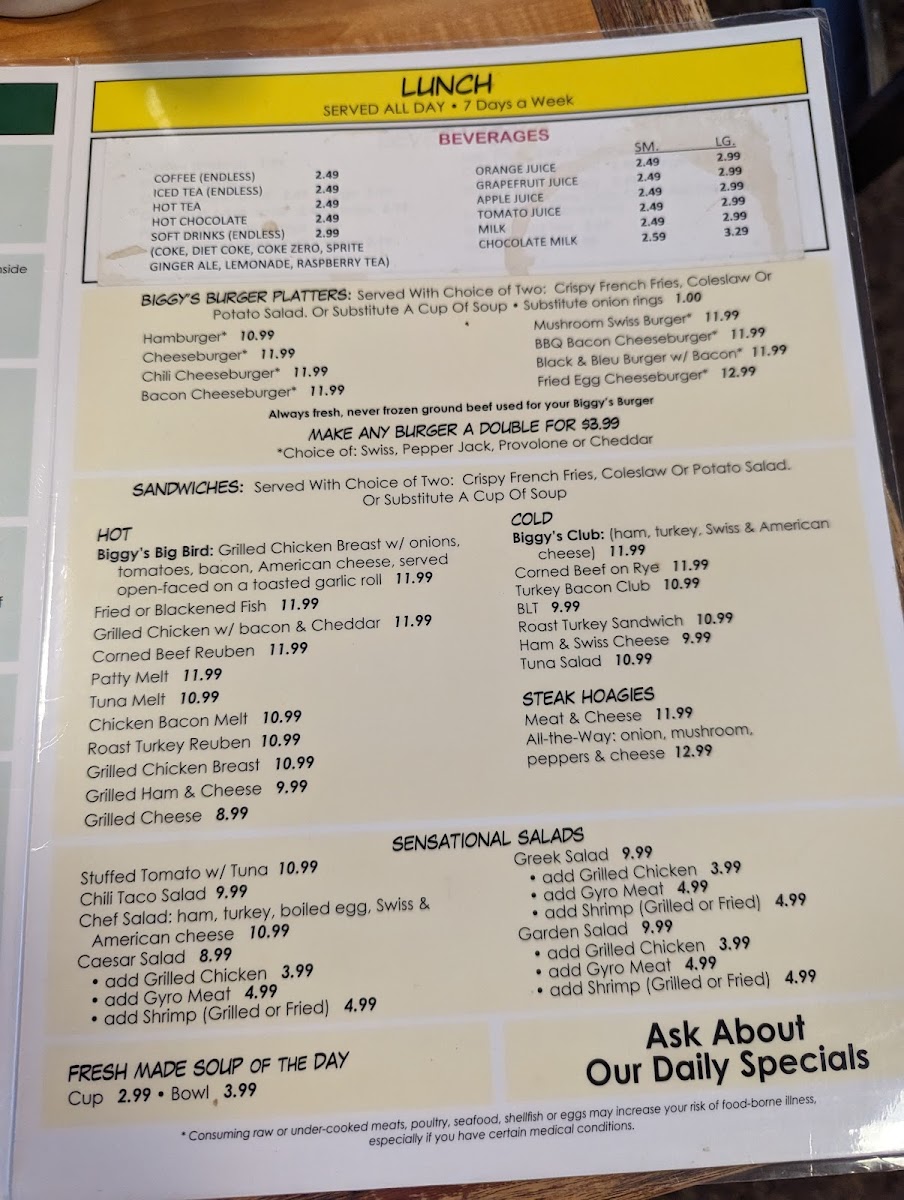 LUNCH
SERVED ALL DAY • 7 Days a Week
BEVERAGES
COFFEE (ENDLESS) 2.49
ICED TEA (ENDLESS) 2.49
HOT TEA 2.49
HOT CHOCOLATE 2.49
SOFT DRINKS (ENDLESS) 2.99
(COKE, DIET COKE, COKE ZERO, SPRITE
GINGER ALE, LEMONADE, RASPBERRY TEA)
SM. LG.
ORANGE JUICE 2.49 2.99
GRAPEFRUIT JUICE 2.49 2.99
APPLE JUICE 2.49 2.99
TOMATO JUICE 2.49 2.99
MILK 2.49 2.99
CHOCOLATE MILK 2.59 3.29
BIGGY'S BURGER PLATTERS: Served With Choice of Two: Crispy French Fries, Coleslaw Or
Potato Salad. Or Substitute A Cup Of Soup • Substitute onion rings 1.00
Hamburger* 10.99
Cheeseburger* 11.99
Chili Cheeseburger* 11.99
Bacon Cheeseburger* 11.99
Mushroom Swiss Burger* 11.99
BBQ Bacon Cheeseburger* 11.99
Black & Bleu Burger w/ Bacon* 11.99
Fried Egg Cheeseburger* 12.99
Always fresh, never frozen ground beef used for your Biggy's Burger
MAKE ANY BURGER A DOUBLE FOR $3.99
*Choice of: Swiss, Pepper Jack, Provolone or Cheddar
SANDWICHES: Served With Choice of Two: Crispy French Fries, Coleslaw Or Potato Salad.
Or Substitute A Cup Of Soup
HOT
Biggy's Big Bird: Grilled Chicken Breast w/ onions,
tomatoes, bacon, American cheese, served
open-faced on a toasted garlic roll 11.99
Fried or Blackened Fish 11.99
Grilled Chicken w/ bacon & Cheddar 11.99
Corned Beef Reuben 11.99
Patty Melt 11.99
Tuna Melt 10.99
Chicken Bacon Melt 10.99
Roast Turkey Reuben 10.99
Grilled Chicken Breast 10.99
Grilled Ham & Cheese 9.99
Grilled Cheese 8.99
COLD
Biggy's Club: (ham, turkey, Swiss & American
cheese) 11.99
Corned Beef on Rye 11.99
Turkey Bacon Club 10.99
BLT 9.99
Roast Turkey Sandwich 10.99
Ham & Swiss Cheese 9.99
Tuna Salad 10.99
STEAK HOAGIES
Meat & Cheese 11.99
All-the-Way: onion, mushroom,
peppers & cheese 12.99
SENSATIONAL SALADS
Stuffed Tomato w/ Tuna 10.99
Chili Taco Salad 9.99
Chef Salad: ham, turkey, boiled egg, Swiss &
American cheese 10.99
Caesar Salad 8.99
• add Grilled Chicken 3.99
• add Gyro Meat 4.99
• add Shrimp (Grilled or Fried) 4.99
Greek Salad 9.99
• add Grilled Chicken 3.99
• add Gyro Meat 4.99
• add Shrimp (Grilled or Fried) 4.99
Garden Salad 9.99
• add Grilled Chicken 3.99
• add Gyro Meat 4.99
• add Shrimp (Grilled or Fried) 4.99
FRESH MADE SOUP OF THE DAY
Cup 2.99 • Bowl 3.99
Ask About
Our Daily Specials
* Consuming raw or under-cooked meats, poultry, seafood, shellfish or eggs may increase your risk of food-borne illness,
especially if you have certain medical conditions.